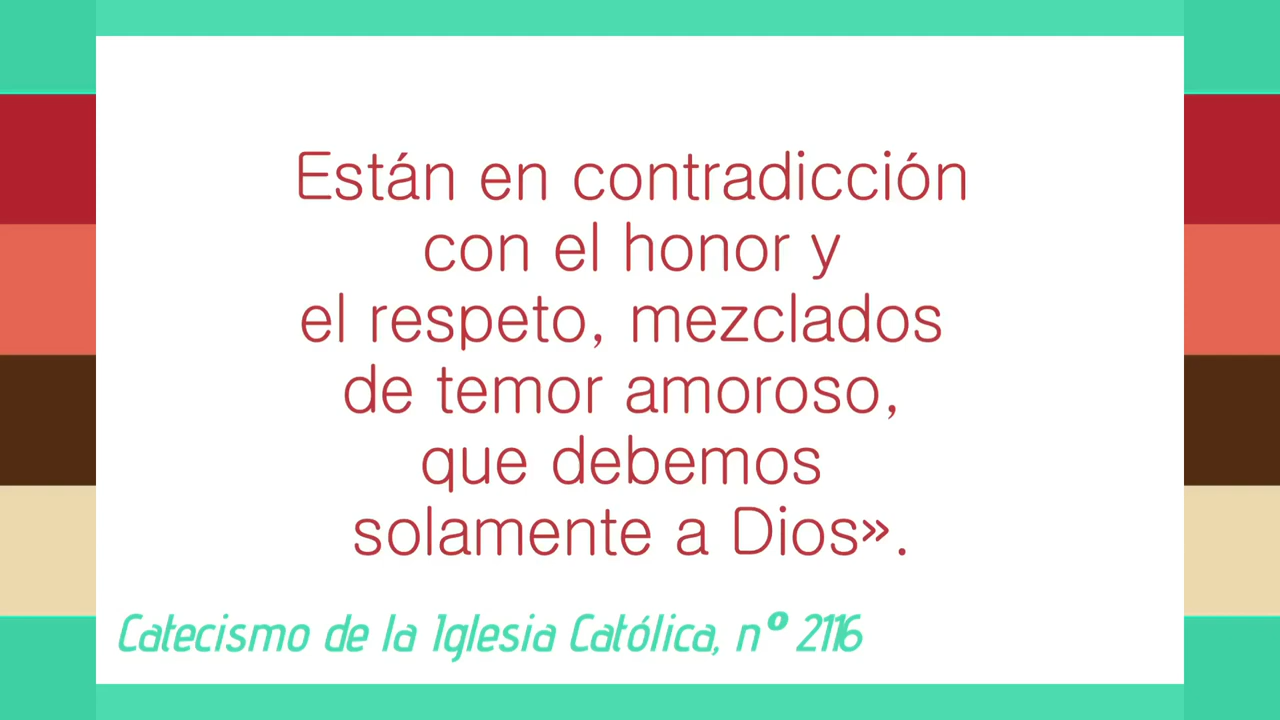 Están en contradicción
con el honor y
el respeto, mezclados
de temor amoroso,
que debemos
solamente a Dios».
Catecismo de la Iglesia Católica, nº 2116